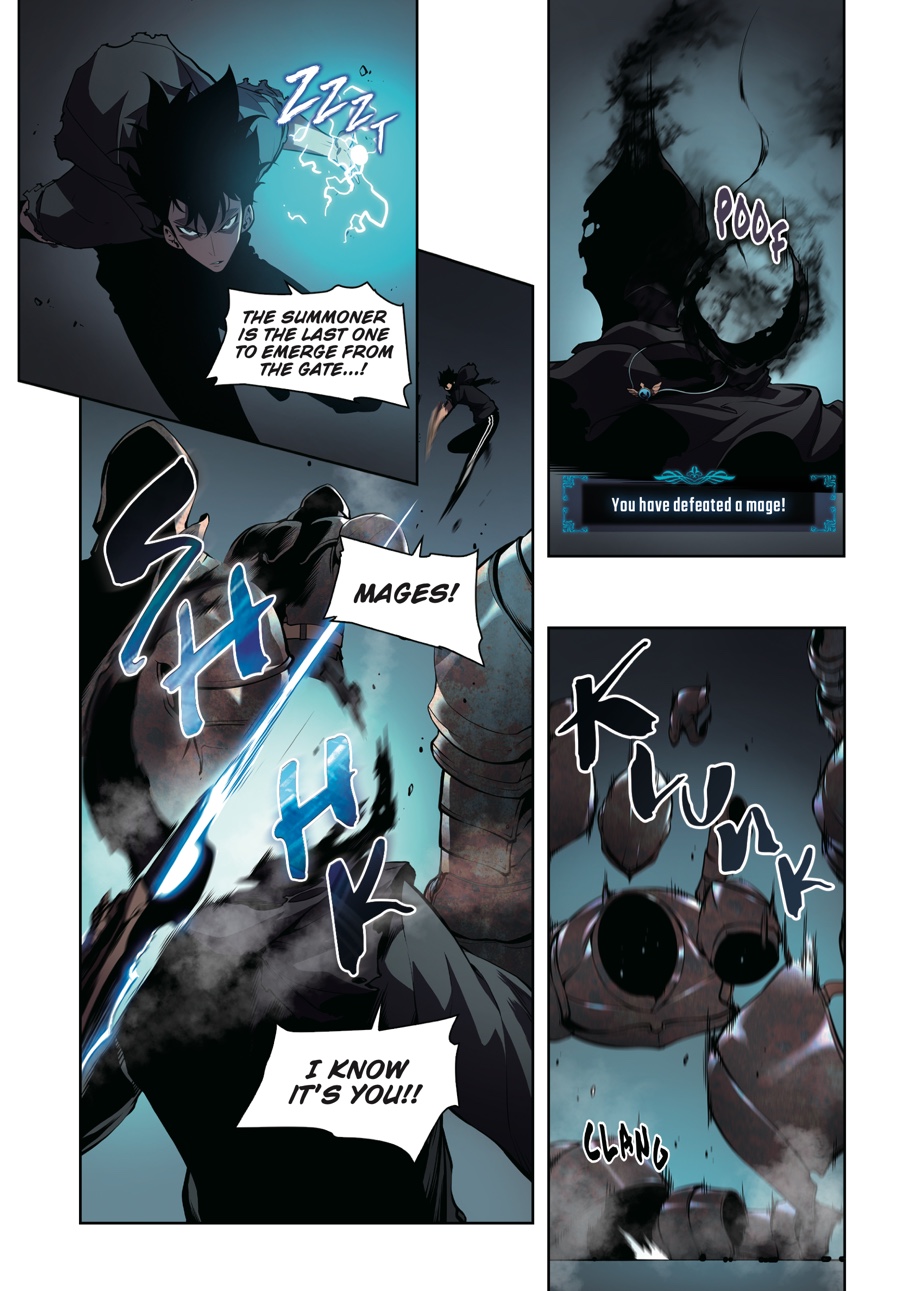 ZZZT
THE SUMMONER
IS THE LAST ONE
TO EMERGE FROM
THE GATE...!
MAGES!
SHHK
I KNOW
IT'S YOU!!
POOF
You have defeated a mage!
KLUNK
CLANG